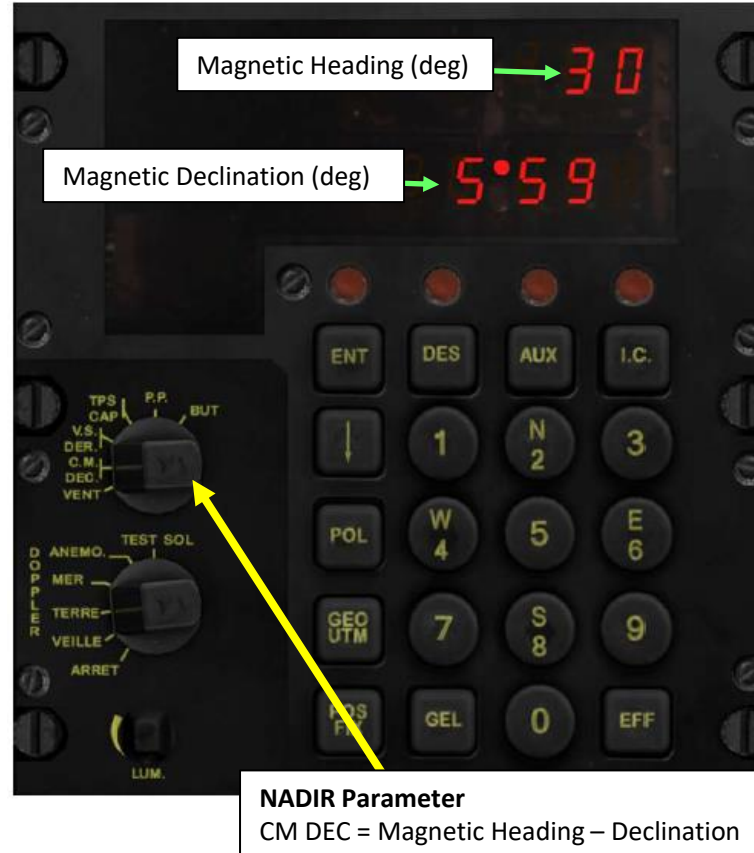 Magnetic Heading (deg)
30
Magnetic Declination (deg)
5•59
ENT DES AUX I.C.
TPS
CAP
P.P.
BUT
V.S.
DER.
C.M.
DEC.
VENT
↓ 1 N 2 3
POL W 4 5 E 6
DOPPLER
TEST SOL
ANEMO.
MER
TERRE
VEILLE
ARRET
GEO UTM 7 S 8 9
GEL 0 EFF
LUM.
NADIR Parameter
CM DEC = Magnetic Heading – Declination